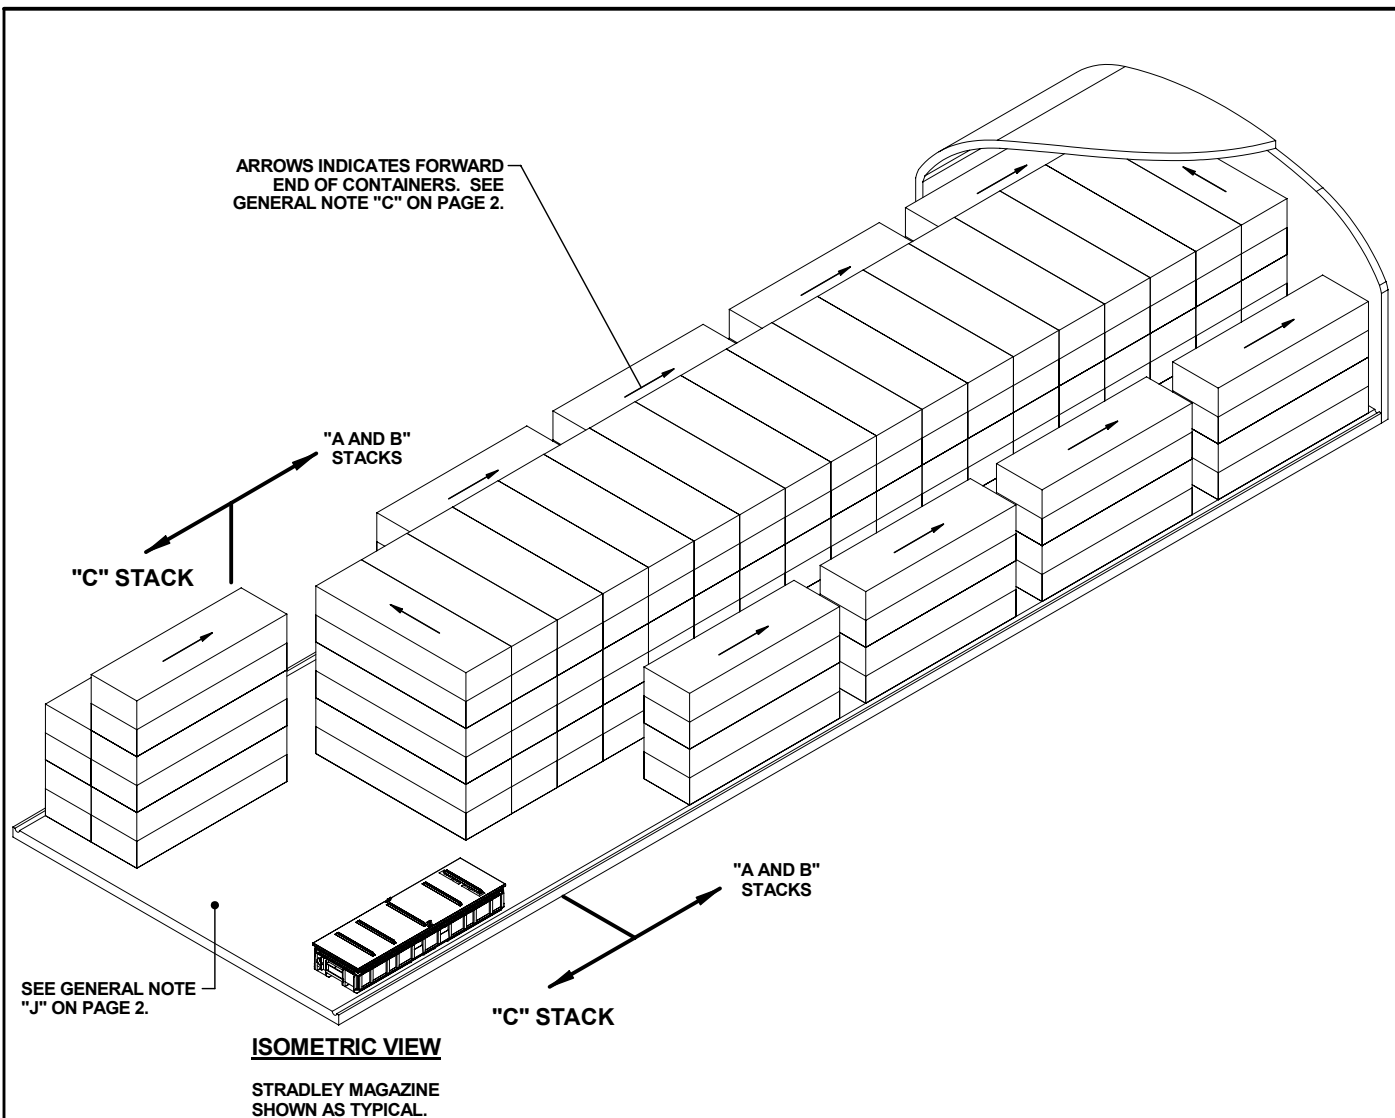 ARROWS INDICATES FORWARD
END OF CONTAINERS. SEE
GENERAL NOTE "C" ON PAGE 2.
"A AND B"
STACKS
"C" STACK
"A AND B"
STACKS
"C" STACK
SEE GENERAL NOTE
"J" ON PAGE 2.
ISOMETRIC VIEW
STRADLEY MAGAZINE
SHOWN AS TYPICAL.